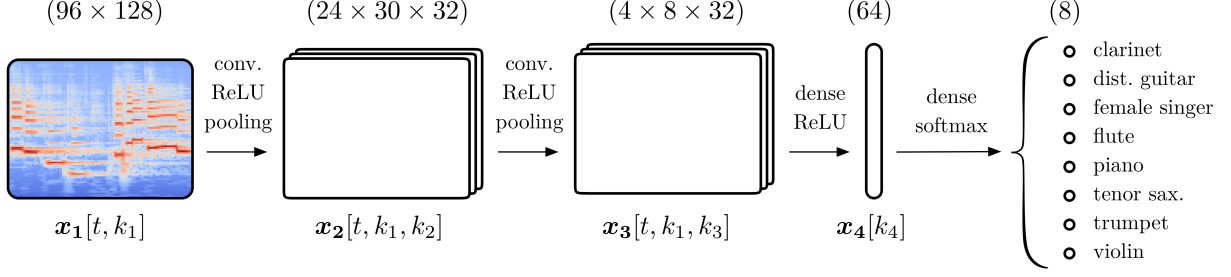 (96 × 128)
(24 × 30 × 32)
(4 × 8 × 32)
(64)
(8)
conv.
ReLU
pooling
conv.
ReLU
pooling
dense
ReLU
dense
softmax
clarinet
dist. guitar
female singer
flute
piano
tenor sax.
trumpet
violin
x₁[t, k₁]
x₂[t, k₁, k₂]
x₃[t, k₁, k₃]
x₄[k₄]